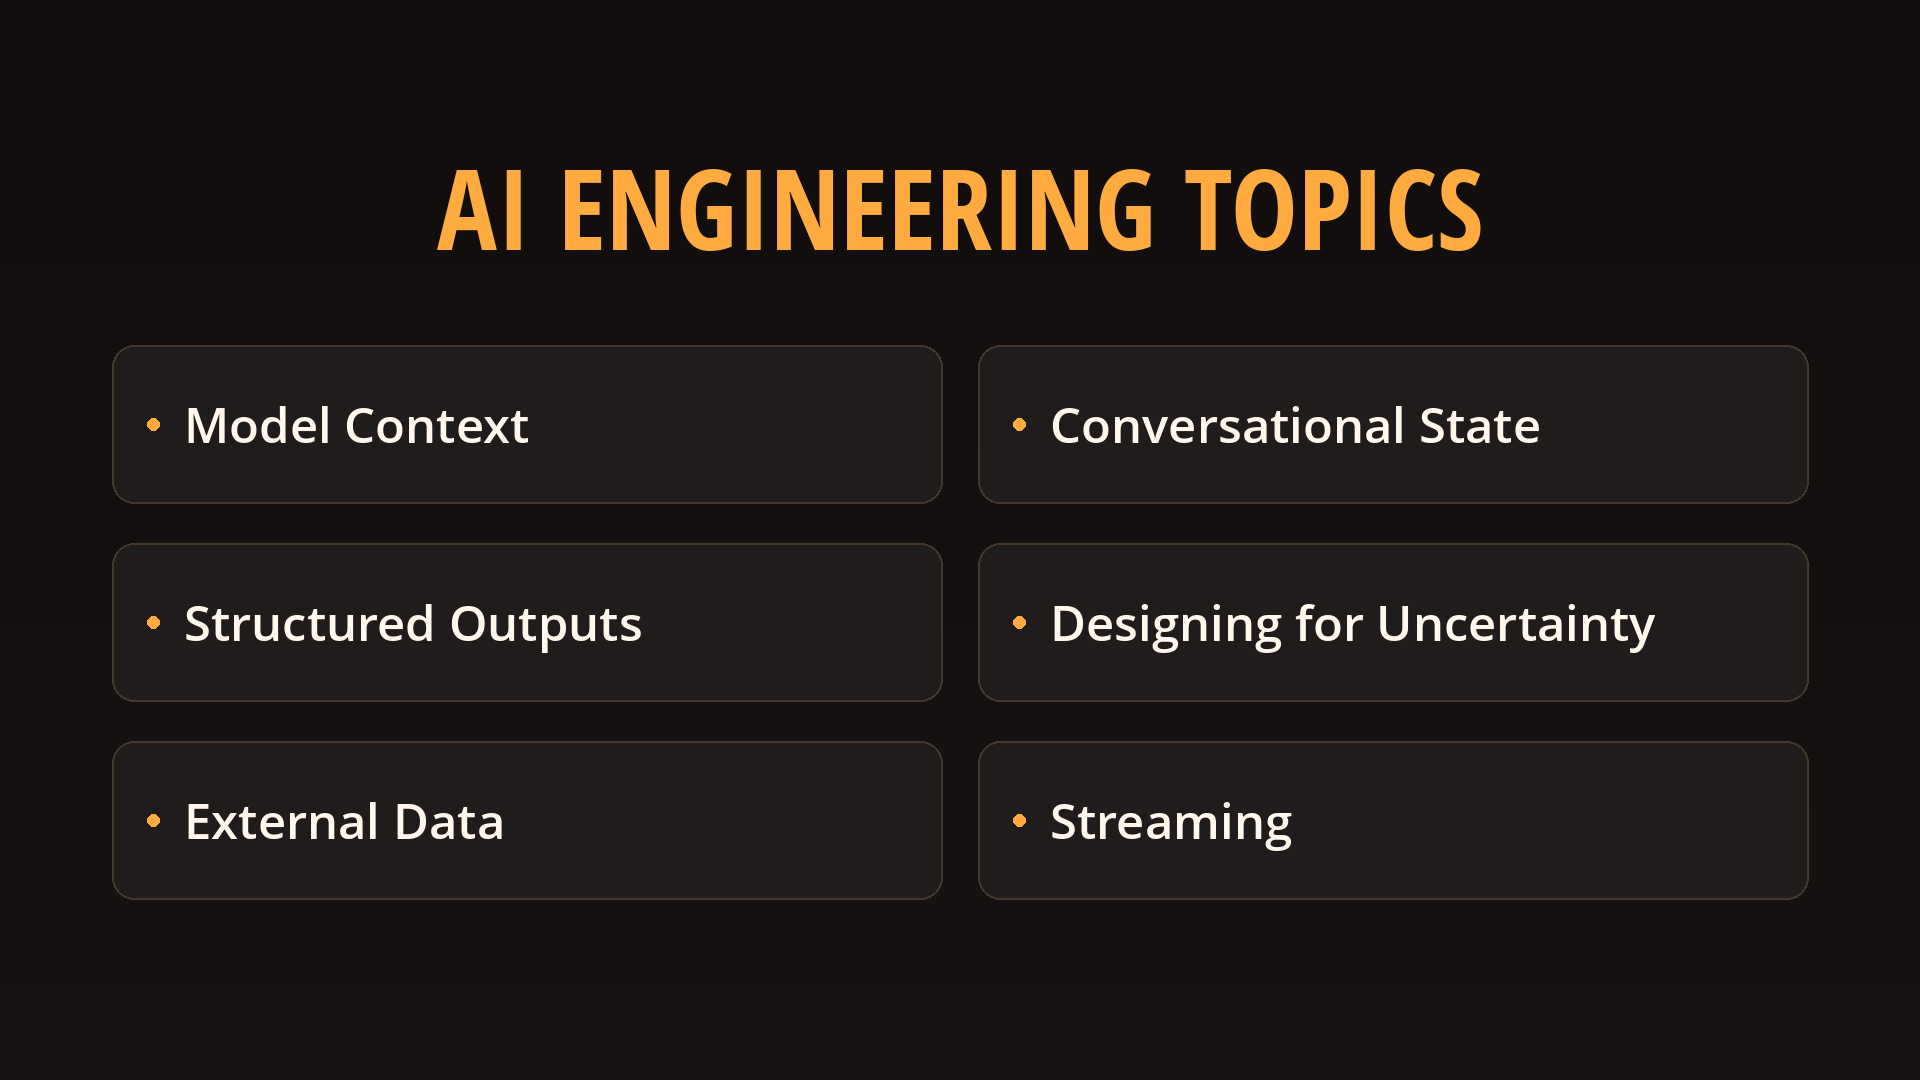 AI ENGINEERING TOPICS
• Model Context
• Conversational State
• Structured Outputs
• Designing for Uncertainty
• External Data
• Streaming